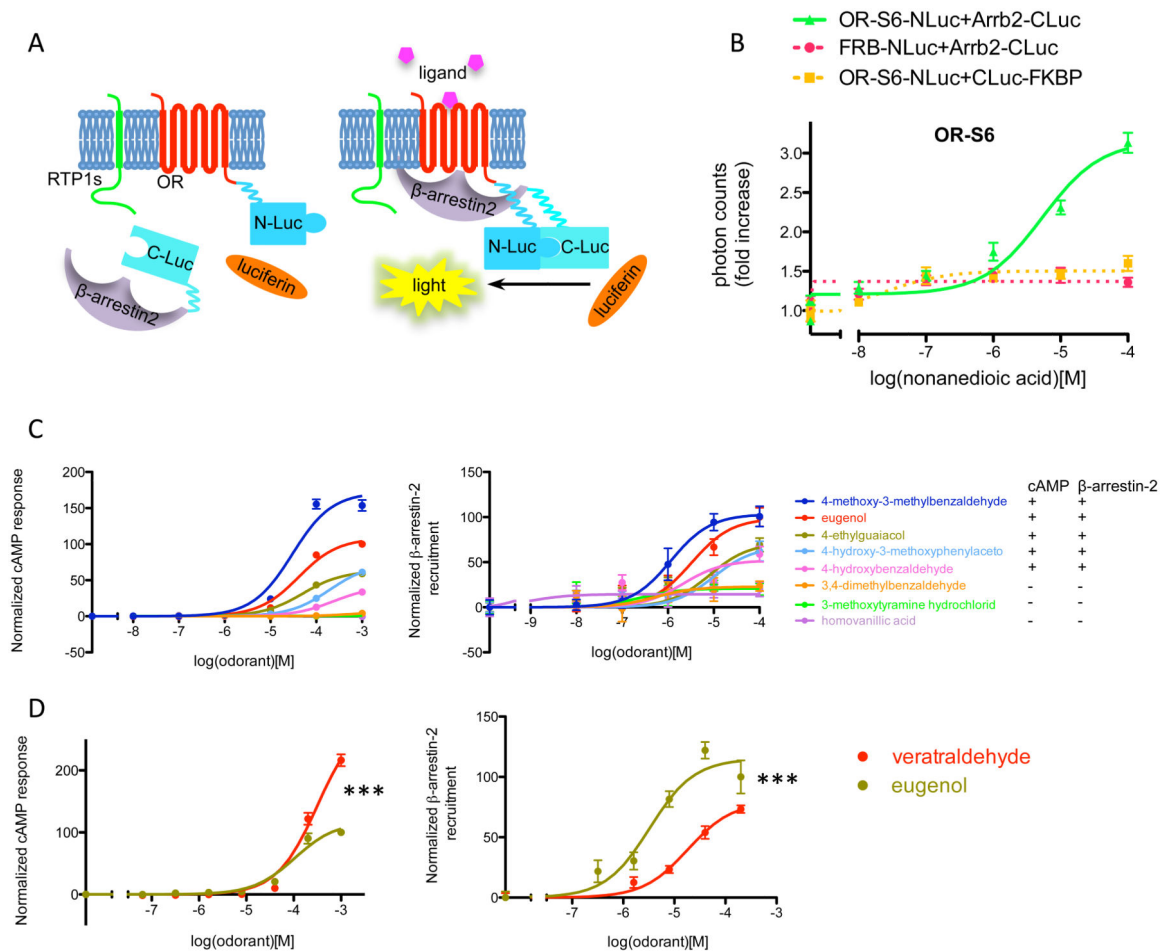 A
ligand
RTP1s
OR
N-Luc
C-Luc
β-arrestin2
luciferin
β-arrestin2
N-Luc
C-Luc
light
luciferin
B
OR-S6-NLuc+Arrb2-CLuc
FRB-NLuc+Arrb2-CLuc
OR-S6-NLuc+CLuc-FKBP
OR-S6
photon counts
(fold increase)
3.0
2.5
2.0
1.5
1.0
-8 -7 -6 -5 -4
log(nonanedioic acid)[M]
C
Normalized cAMP response
200
150
100
50
0
-50
-8 -7 -6 -5 -4 -3
log(odorant)[M]
Normalized β-arrestin-2
recruitment
150
100
50
0
-50
-9 -8 -7 -6 -5 -4
log(odorant)[M]
cAMP β-arrestin-2
4-methoxy-3-methylbenzaldehyde + +
eugenol + +
4-ethylguaiacol + +
4-hydroxy-3-methoxyphenylaceto + +
4-hydroxybenzaldehyde + +
3,4-dimethylbenzaldehyde - -
3-methoxytyramine hydrochlorid - -
homovanillic acid - -
D
Normalized cAMP response
200
100
0
-7 -6 -5 -4 -3
log(odorant)[M]
***
Normalized β-arrestin-2
recruitment
150
100
50
0
-7 -6 -5 -4 -3
log(odorant)[M]
***
veratraldehyde
eugenol